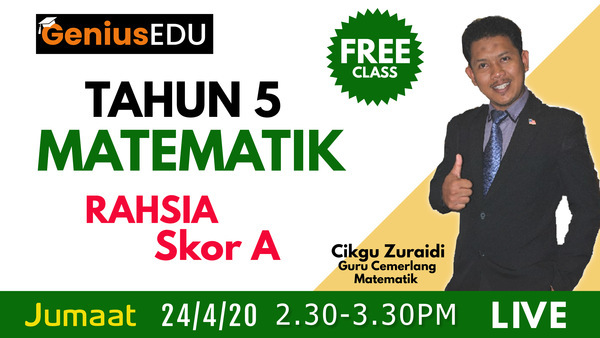 GeniusEDU
FREE
CLASS
TAHUN 5
MATEMATIK
RAHSIA
Skor A
Cikgu Zuraidi
Guru Cemerlang
Matematik
Jumaat 24/4/20 2.30-3.30PM LIVE